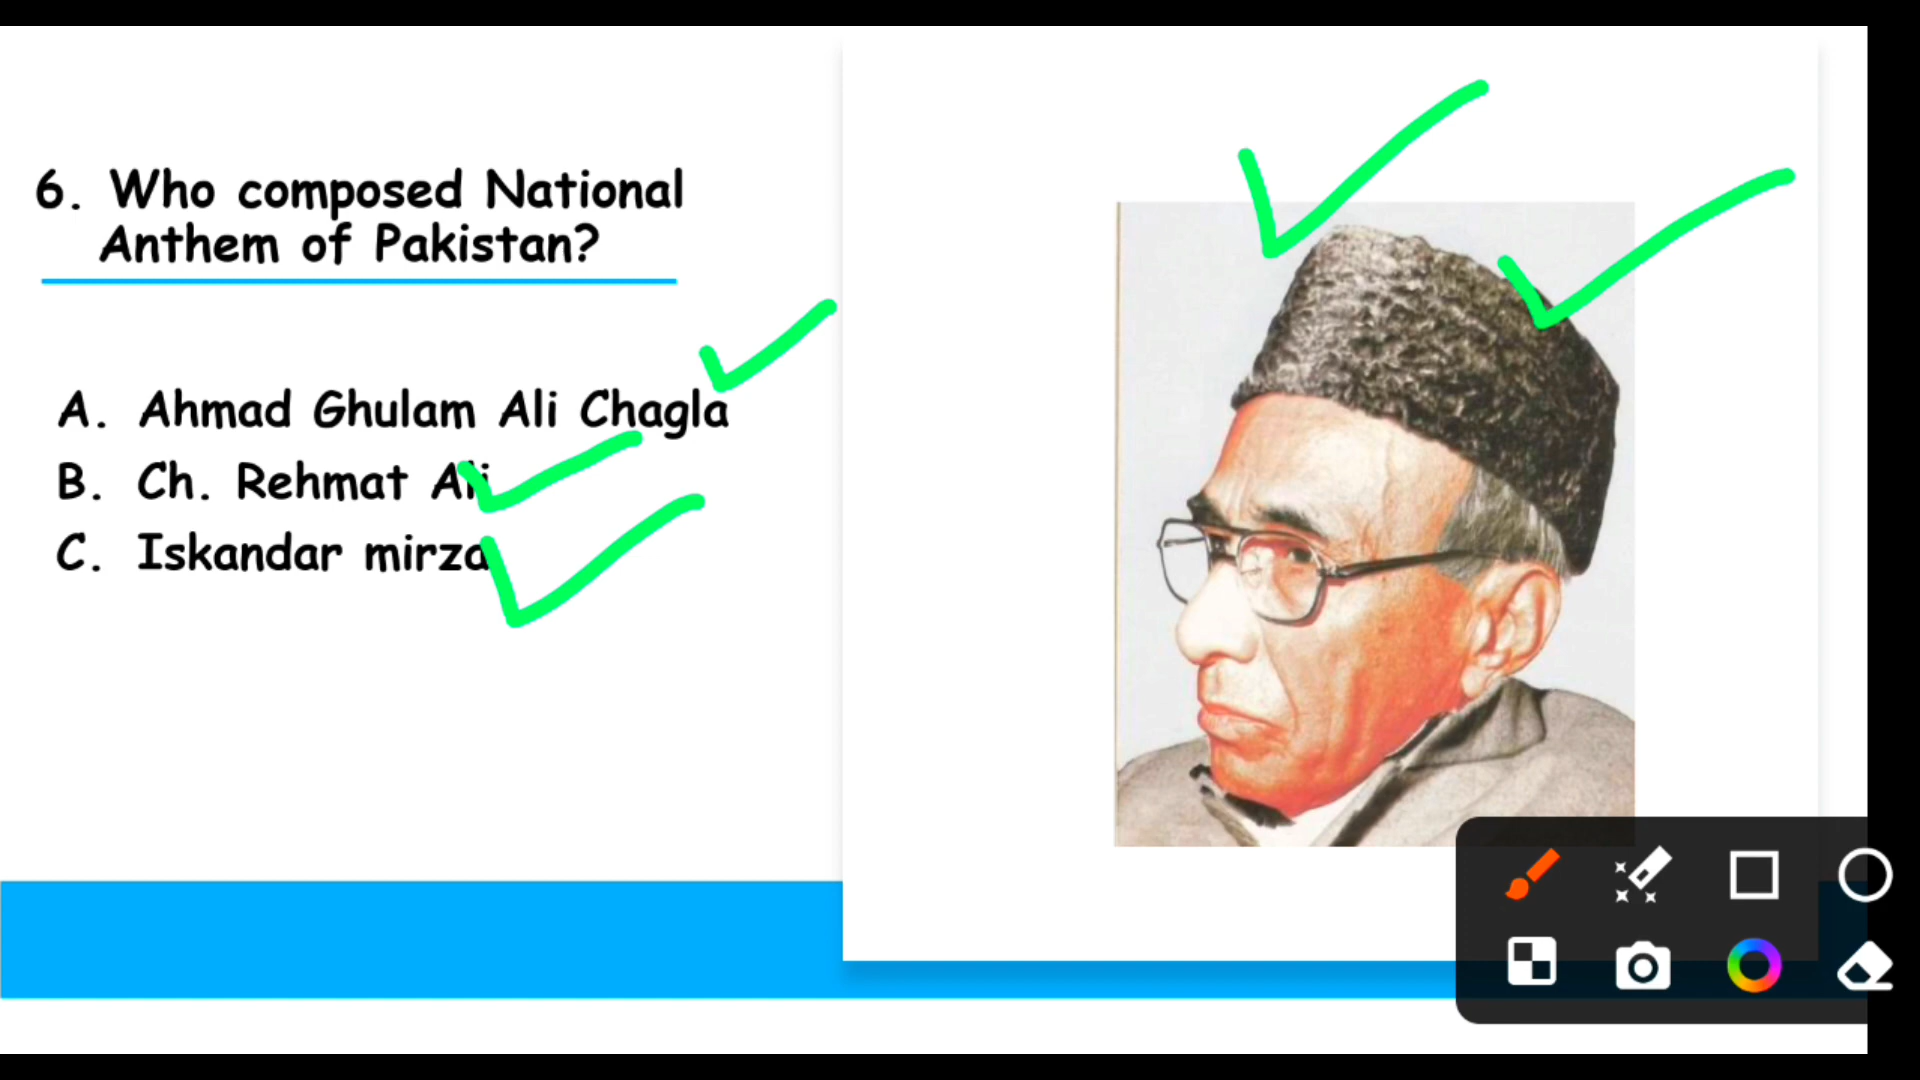 6. Who composed National
Anthem of Pakistan?
A. Ahmad Ghulam Ali Chagla
B. Ch. Rehmat Ali
C. Iskandar mirza